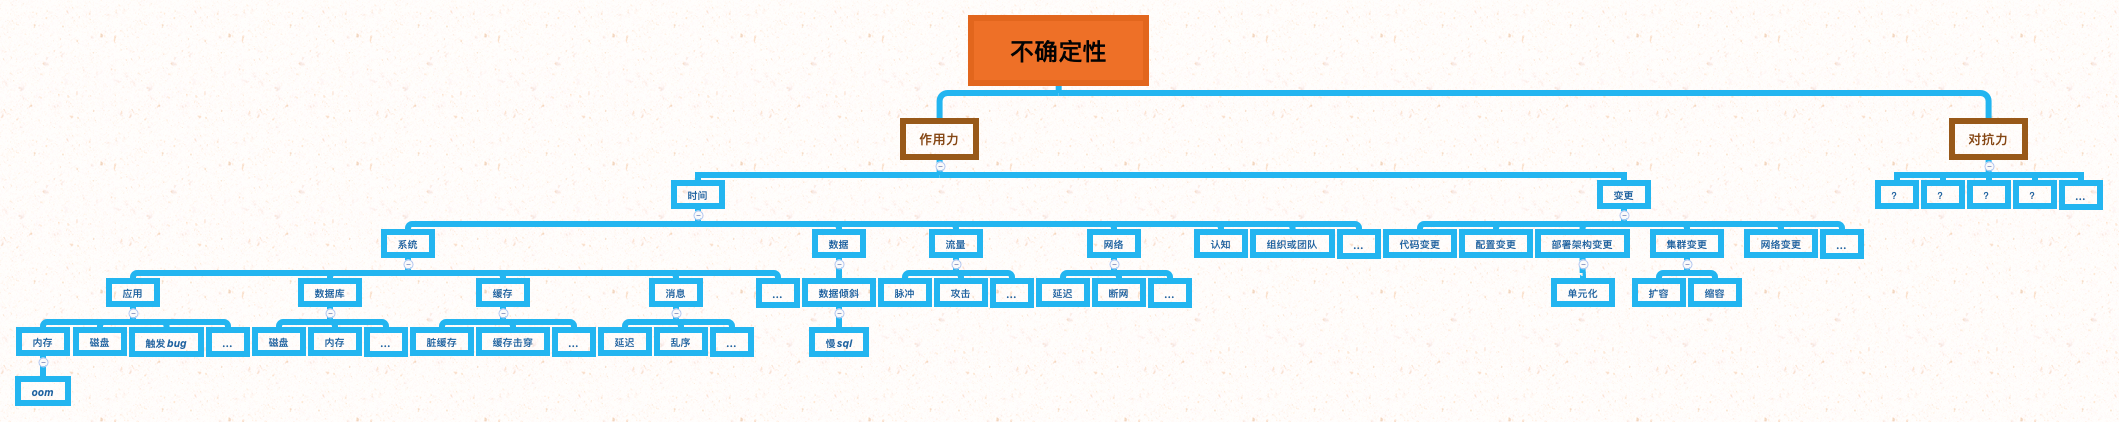 不确定性
作用力
对抗力
时间
变更
?
?
?
?
...
系统
数据
流量
网络
认知
组织或团队
...
代码变更
配置变更
部署架构变更
集群变更
网络变更
...
应用
数据库
缓存
消息
...
数据倾斜
脉冲
攻击
...
延迟
断网
...
单元化
扩容
缩容
内存
磁盘
触发 bug
...
磁盘
内存
...
脏缓存
缓存击穿
...
延迟
乱序
...
慢 sql
oom